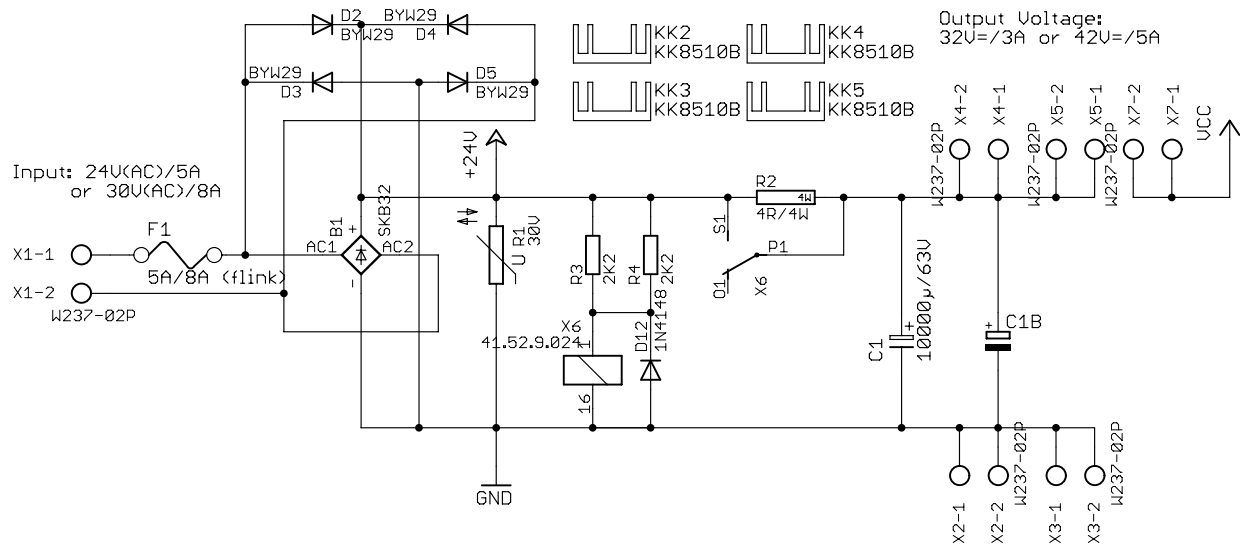 D2
BYW29
BYW29
D4
BYW29
D3
D5
BYW29
KK2
KK8510B
KK4
KK8510B
KK3
KK8510B
KK5
KK8510B
Output Voltage:
32V=/3A or 42V=/5A
X4-2
X4-1
X5-2
X5-1
X7-2
X7-1
VCC
W237-02P
W237-02P
W237-02P
+24V
Input: 24V(AC)/5A
or 30V(AC)/8A
F1
5A/8A (flink)
X1-1
X1-2
W237-02P
B1
SKB32
AC1
AC2
+
-
R1
30V
U
R3
2K2
R4
2K2
R2
4W
4R/4W
S1
P1
O1
X6
X6
41.52.9.024
1
16
D12
1N4148
C1
+
10000µ/63V
+
C1B
GND
X2-1
X2-2
W237-02P
X3-1
X3-2
W237-02P